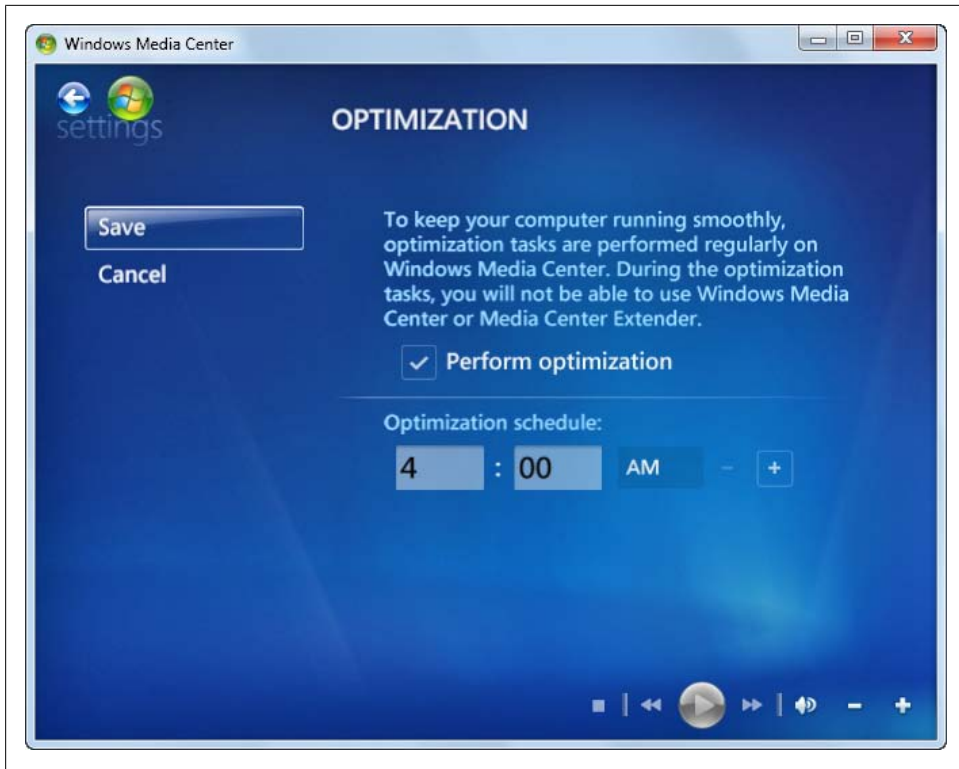 Windows Media Center
settings
OPTIMIZATION
Save
Cancel
To keep your computer running smoothly,
optimization tasks are performed regularly on
Windows Media Center. During the optimization
tasks, you will not be able to use Windows Media
Center or Media Center Extender.
Perform optimization
Optimization schedule:
4 : 00 AM - +